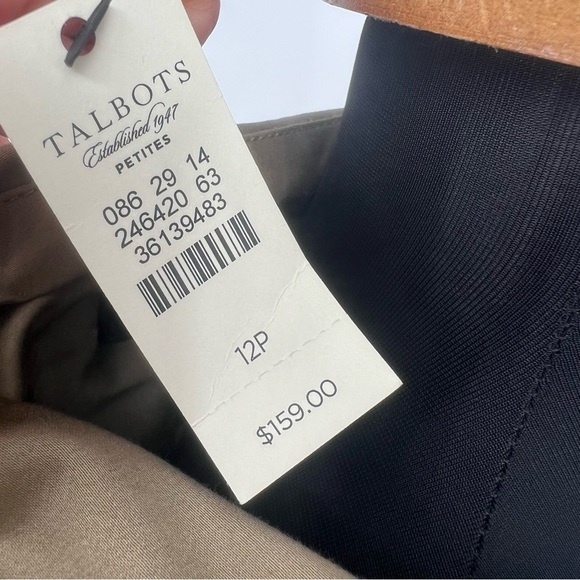 TALBOTS
Established 1947
PETITES
086 29 14
246420 63
36139483
12P
$159.00